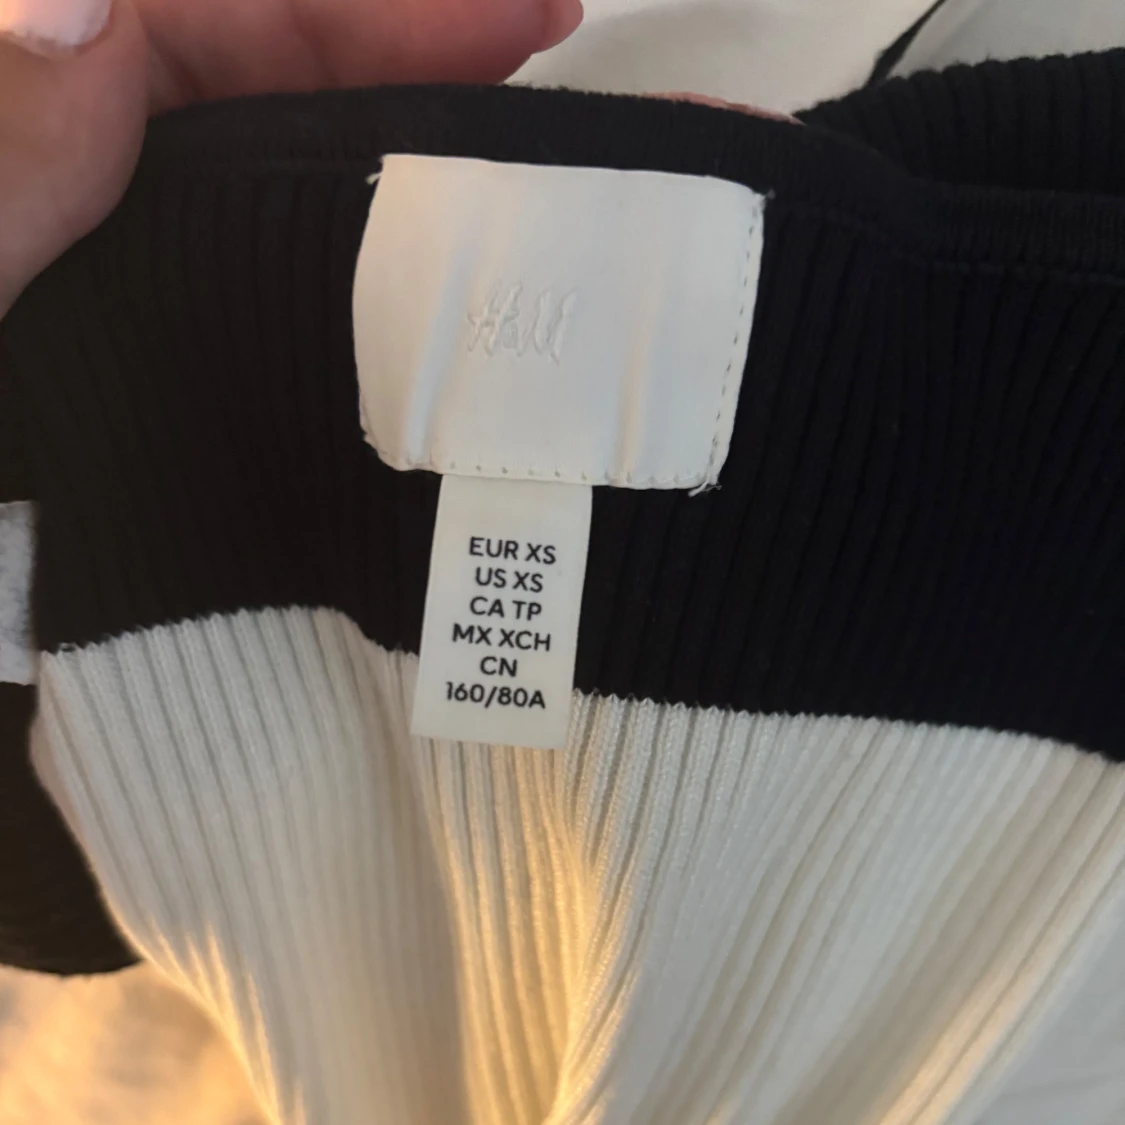 H&M
EUR XS
US XS
CA TP
MX XCH
CN
160/80A